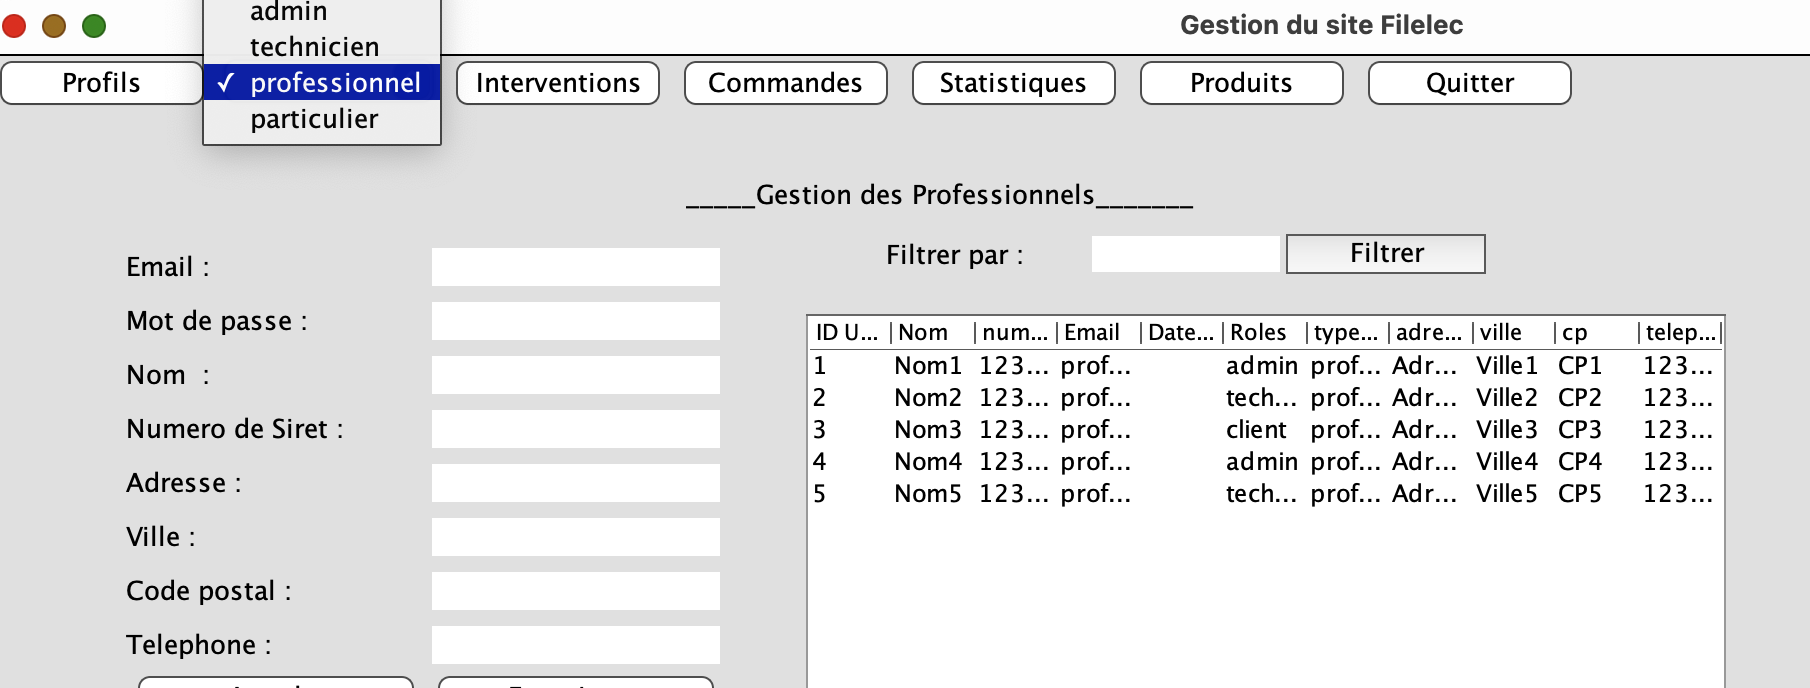 admin
Gestion du site Filelec
technicien
Profils
✓ professionnel
Interventions
Commandes
Statistiques
Produits
Quitter
particulier
_____Gestion des Professionnels_______
Filtrer par :
Filtrer
Email :
Mot de passe :
Nom :
Numero de Siret :
Adresse :
Ville :
Code postal :
Telephone :
ID U... Nom num... Email Date... Roles type... adre... ville cp telep...
1 Nom1 123... prof... admin prof... Adr... Ville1 CP1 123...
2 Nom2 123... prof... tech... prof... Adr... Ville2 CP2 123...
3 Nom3 123... prof... client prof... Adr... Ville3 CP3 123...
4 Nom4 123... prof... admin prof... Adr... Ville4 CP4 123...
5 Nom5 123... prof... tech... prof... Adr... Ville5 CP5 123...